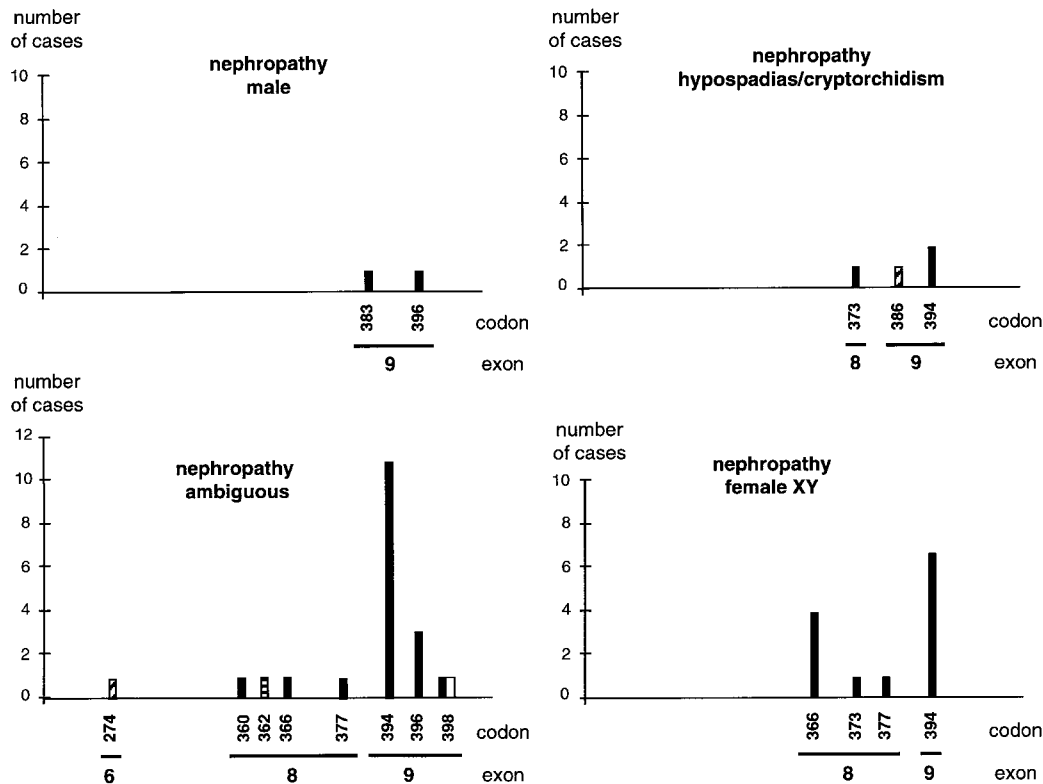 number
of cases
nephropathy
male
10
8
6
4
2
0
383
396
codon
9
exon
number
of cases
nephropathy
hypospadias/cryptorchidism
10
8
6
4
2
0
373
386
394
codon
8
9
exon
number
of cases
nephropathy
ambiguous
12
10
8
6
4
2
0
274
360
362
366
377
394
396
398
codon
6
8
9
exon
number
of cases
nephropathy
female XY
10
8
6
4
2
0
366
373
377
394
codon
8
9
exon